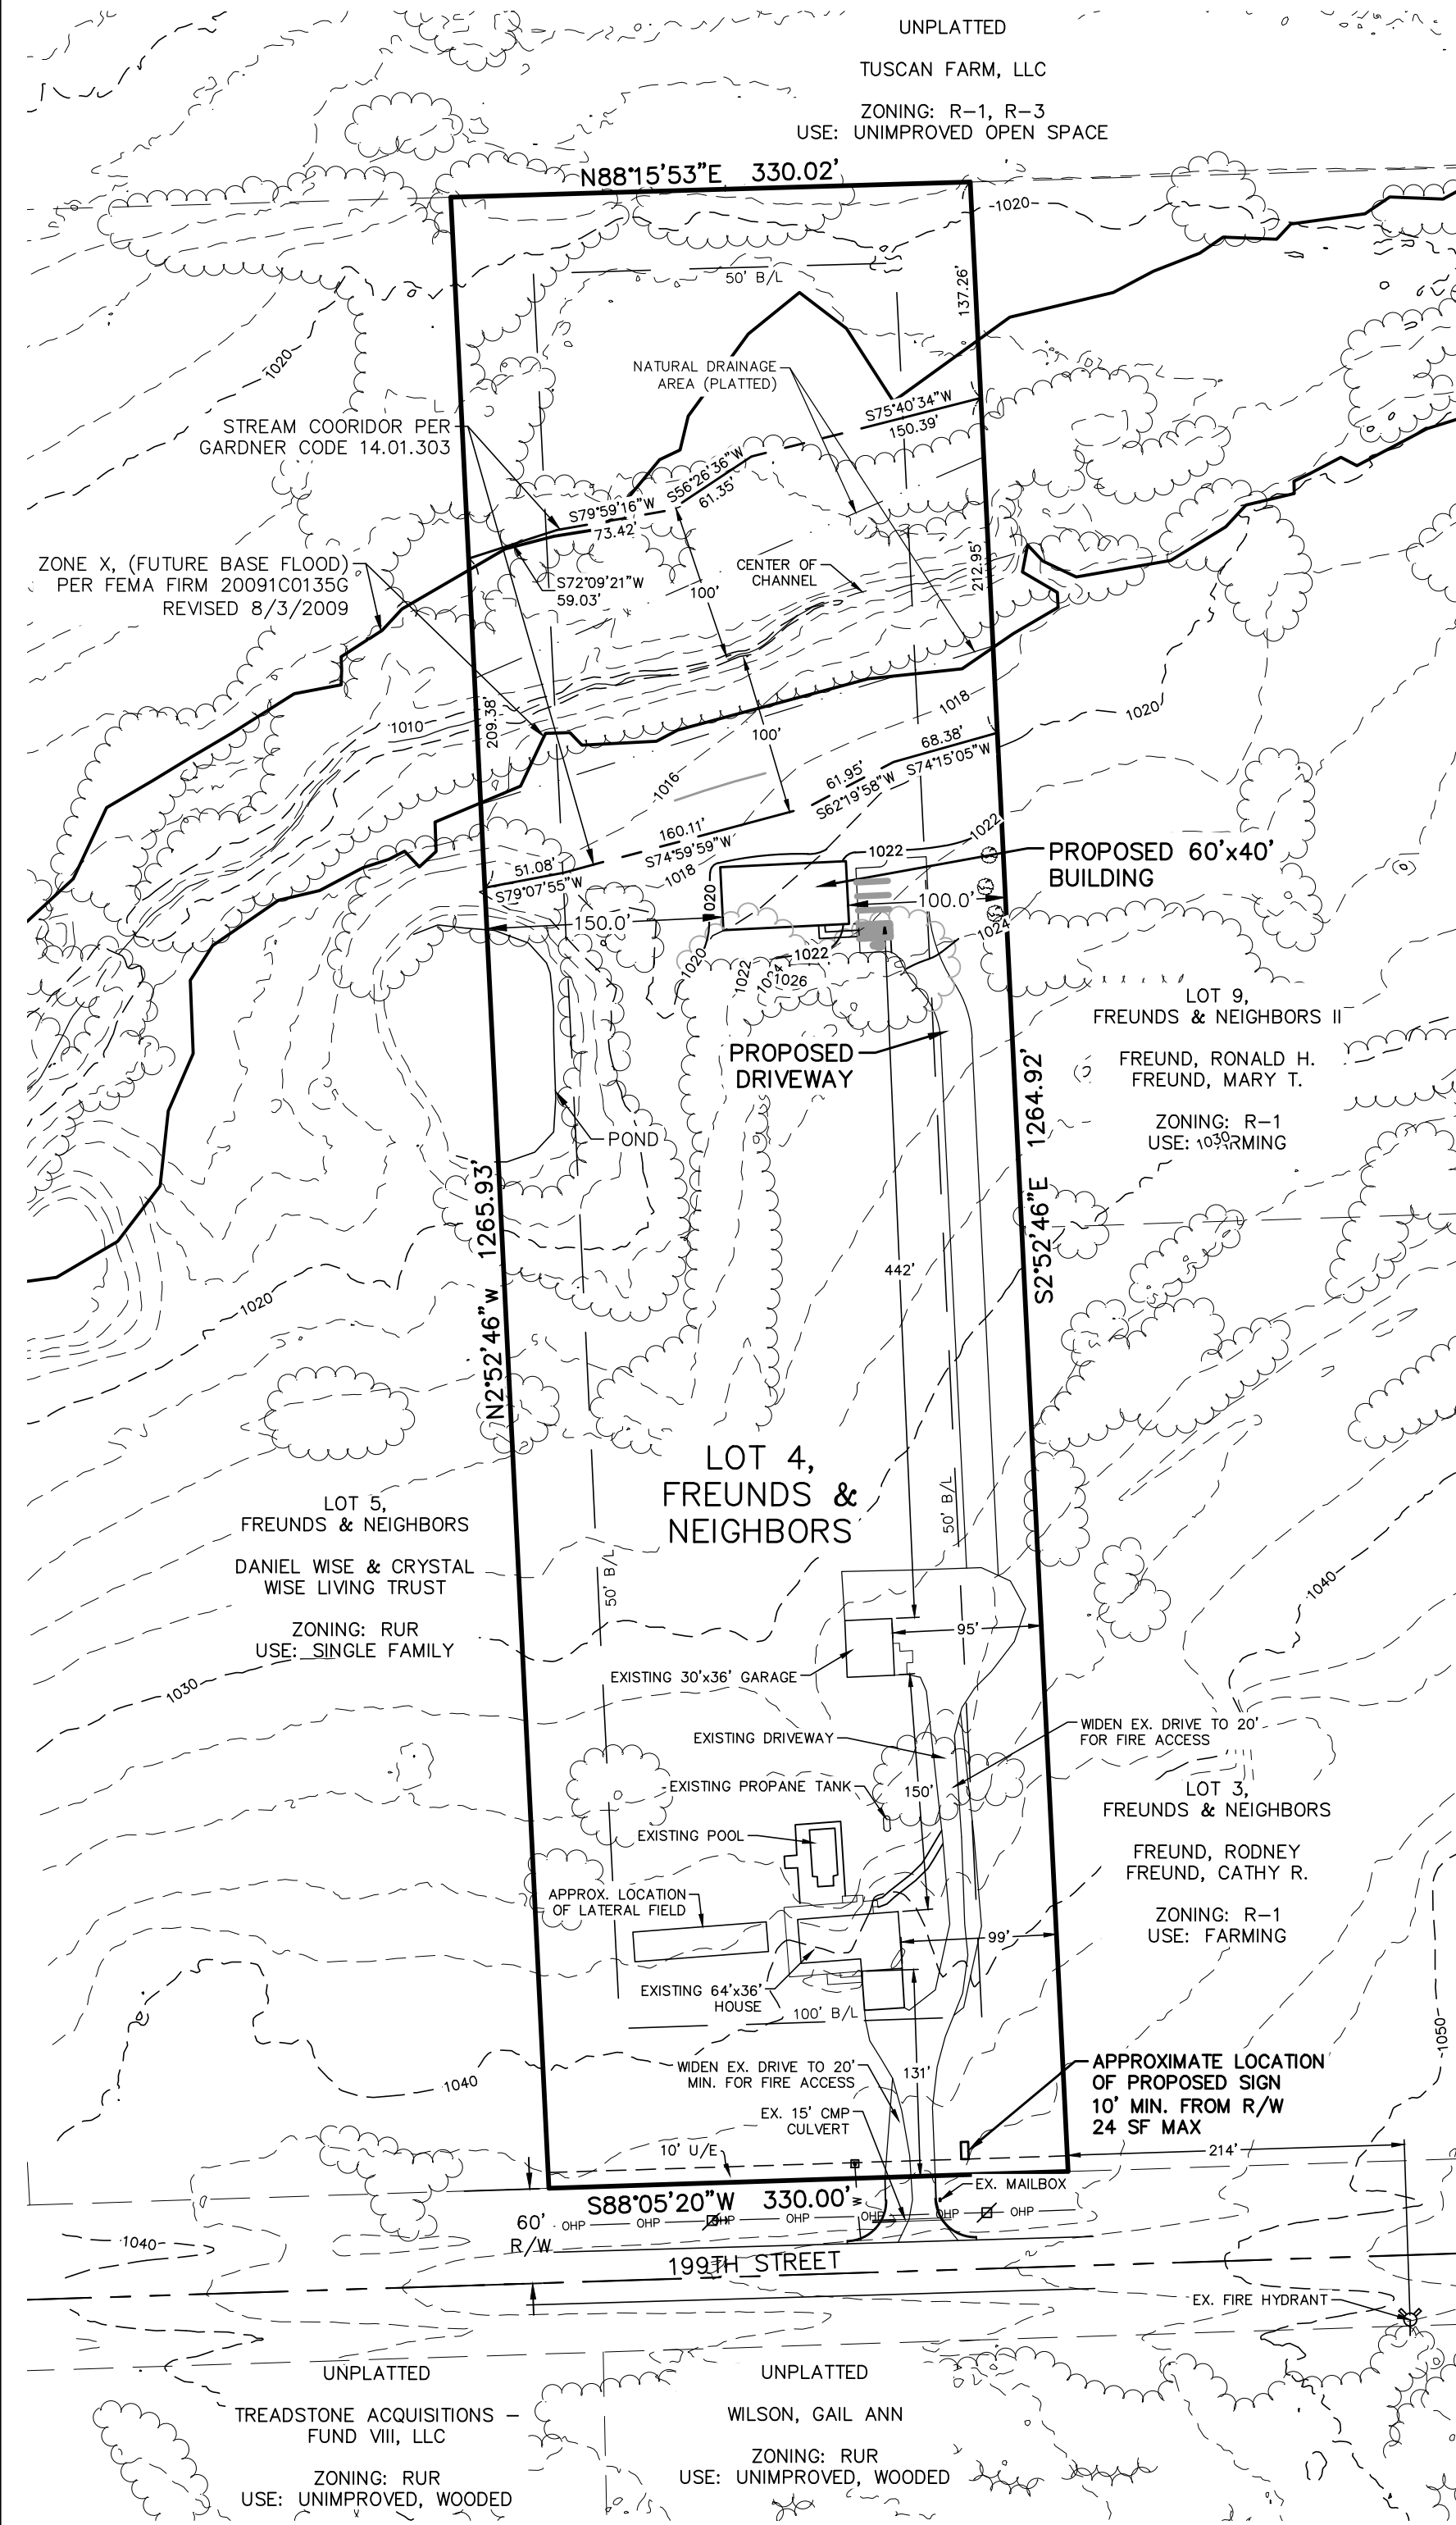 UNPLATTED
TUSCAN FARM, LLC
ZONING: R-1, R-3
USE: UNIMPROVED OPEN SPACE
N88°15'53"E 330.02'
1020
50' B/L
137.26'
1020
NATURAL DRAINAGE
AREA (PLATTED)
S75°40'34"W
150.39'
STREAM COORIDOR PER
GARDNER CODE 14.01.303
S56°26'36"W
61.35'
S79°59'16"W
73.42'
ZONE X, (FUTURE BASE FLOOD)
PER FEMA FIRM 20091C0135G
REVISED 8/3/2009
S72°09'21"W
59.03'
100'
CENTER OF
CHANNEL
212.95'
1010
209.38'
100'
1018
1020
1016
68.38'
S74°15'05"W
61.95'
S62°19'58"W
160.11'
S74°59'59"W
51.08'
S79°07'55"W
1018
1020
1022
1022
PROPOSED 60'x40'
BUILDING
150.0'
100.0'
1024
1020
1022
1024
1022
1026
LOT 9,
FREUNDS & NEIGHBORS II
FREUND, RONALD H.
FREUND, MARY T.
ZONING: R-1
USE: 1030 RMING
PROPOSED
DRIVEWAY
POND
1264.92'
S2°52'46"E
1265.93'
N2°52'46"W
442'
1020
LOT 4,
FREUNDS &
NEIGHBORS
50' B/L
50' B/L
LOT 5,
FREUNDS & NEIGHBORS
DANIEL WISE & CRYSTAL
WISE LIVING TRUST
ZONING: RUR
USE: SINGLE FAMILY
1040
95'
EXISTING 30'x36' GARAGE
1030
EXISTING DRIVEWAY
WIDEN EX. DRIVE TO 20'
FOR FIRE ACCESS
EXISTING PROPANE TANK
150'
LOT 3,
FREUNDS & NEIGHBORS
FREUND, RODNEY
FREUND, CATHY R.
ZONING: R-1
USE: FARMING
EXISTING POOL
APPROX. LOCATION
OF LATERAL FIELD
99'
EXISTING 64'x36'
HOUSE
100' B/L
1050
WIDEN EX. DRIVE TO 20'
MIN. FOR FIRE ACCESS
131'
1040
APPROXIMATE LOCATION
OF PROPOSED SIGN
10' MIN. FROM R/W
24 SF MAX
EX. 15' CMP
CULVERT
10' U/E
214'
EX. MAILBOX
S88°05'20"W 330.00'
W
60'
R/W
OHP
OHP
OHP
OHP
OHP
OHP
OHP
1040
199TH STREET
EX. FIRE HYDRANT
UNPLATTED
TREADSTONE ACQUISITIONS -
FUND VIII, LLC
ZONING: RUR
USE: UNIMPROVED, WOODED
UNPLATTED
WILSON, GAIL ANN
ZONING: RUR
USE: UNIMPROVED, WOODED